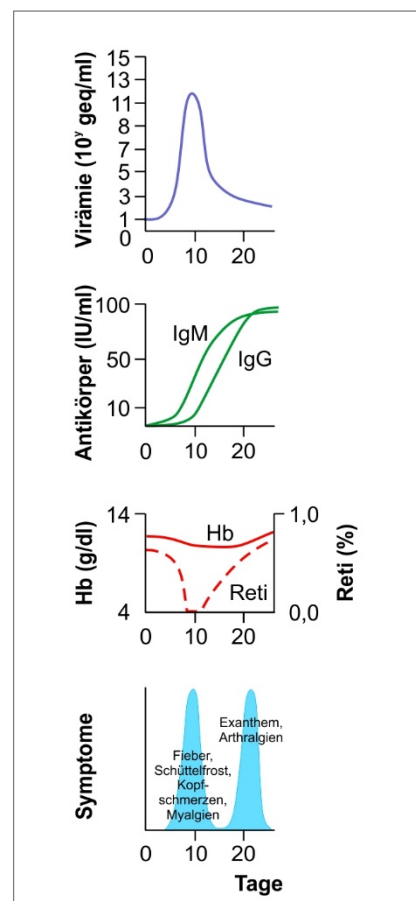 15
13
11
8
7
5
3
1
0
Virämie (10ʸ geq/ml)
0 10 20
100
50
10
Antikörper (IU/ml)
IgM
IgG
0 10 20
14
4
Hb (g/dl)
Hb
Reti
1,0
0,0
Reti (%)
0 10 20
Symptome
Exanthem,
Arthralgien
Fieber,
Schüttelfrost,
Kopf-
schmerzen,
Myalgien
0 10 20
Tage